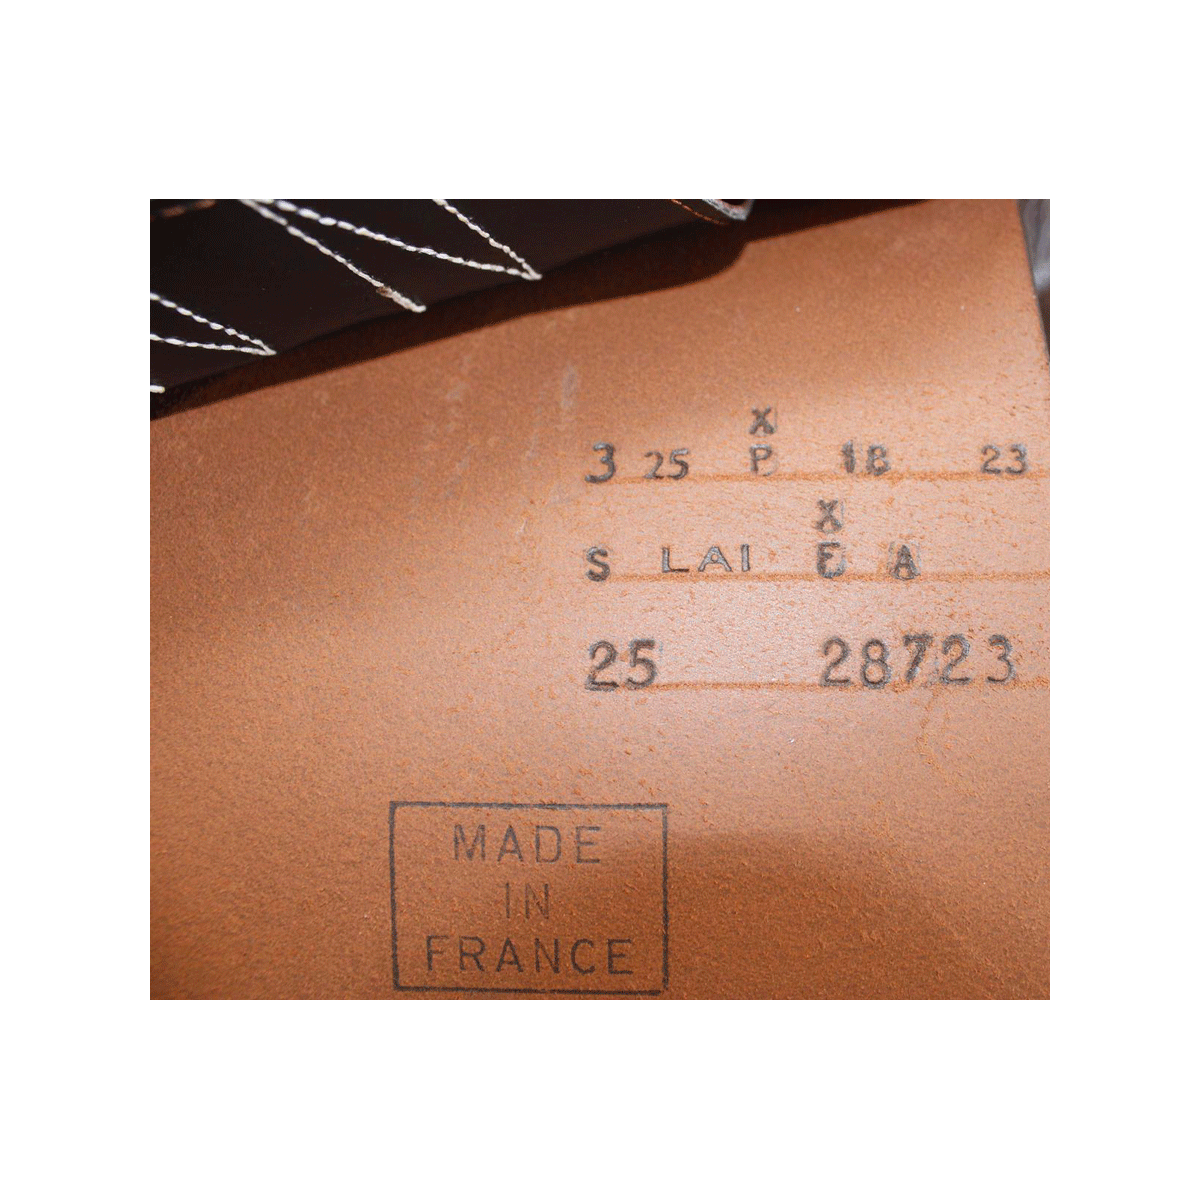 X
3 25 P 18 23
X
S LAI E A
25 28723
MADE
IN
FRANCE